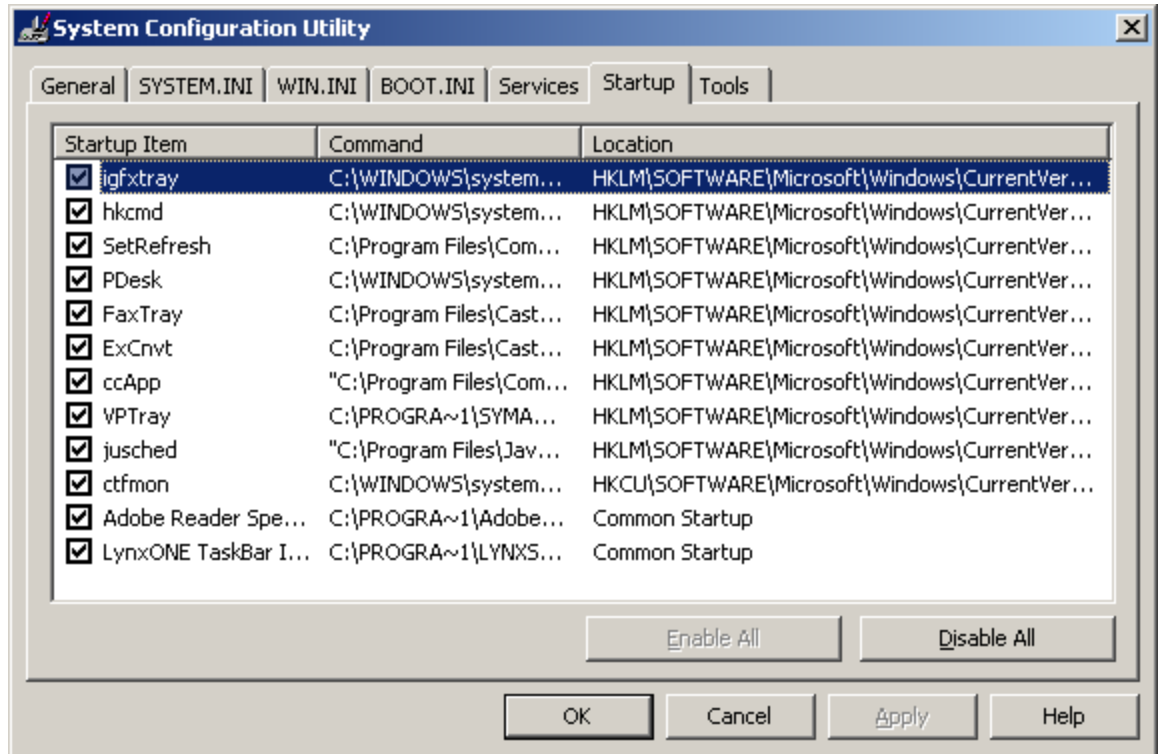 System Configuration Utility
General SYSTEM.INI WIN.INI BOOT.INI Services Startup Tools
Startup Item Command Location
igfxtray C:\WINDOWS\system... HKLM\SOFTWARE\Microsoft\Windows\CurrentVer...
hkcmd C:\WINDOWS\system... HKLM\SOFTWARE\Microsoft\Windows\CurrentVer...
SetRefresh C:\Program Files\Com... HKLM\SOFTWARE\Microsoft\Windows\CurrentVer...
PDesk C:\WINDOWS\system... HKLM\SOFTWARE\Microsoft\Windows\CurrentVer...
FaxTray C:\Program Files\Cast... HKLM\SOFTWARE\Microsoft\Windows\CurrentVer...
ExCnvt C:\Program Files\Cast... HKLM\SOFTWARE\Microsoft\Windows\CurrentVer...
ccApp "C:\Program Files\Com... HKLM\SOFTWARE\Microsoft\Windows\CurrentVer...
VPTray C:\PROGRA~1\SYMA... HKLM\SOFTWARE\Microsoft\Windows\CurrentVer...
jusched "C:\Program Files\Jav... HKLM\SOFTWARE\Microsoft\Windows\CurrentVer...
ctfmon C:\WINDOWS\system... HKCU\SOFTWARE\Microsoft\Windows\CurrentVer...
Adobe Reader Spe... C:\PROGRA~1\Adobe... Common Startup
LynxONE TaskBar I... C:\PROGRA~1\LYNXS... Common Startup
Enable All Disable All
OK Cancel Apply Help